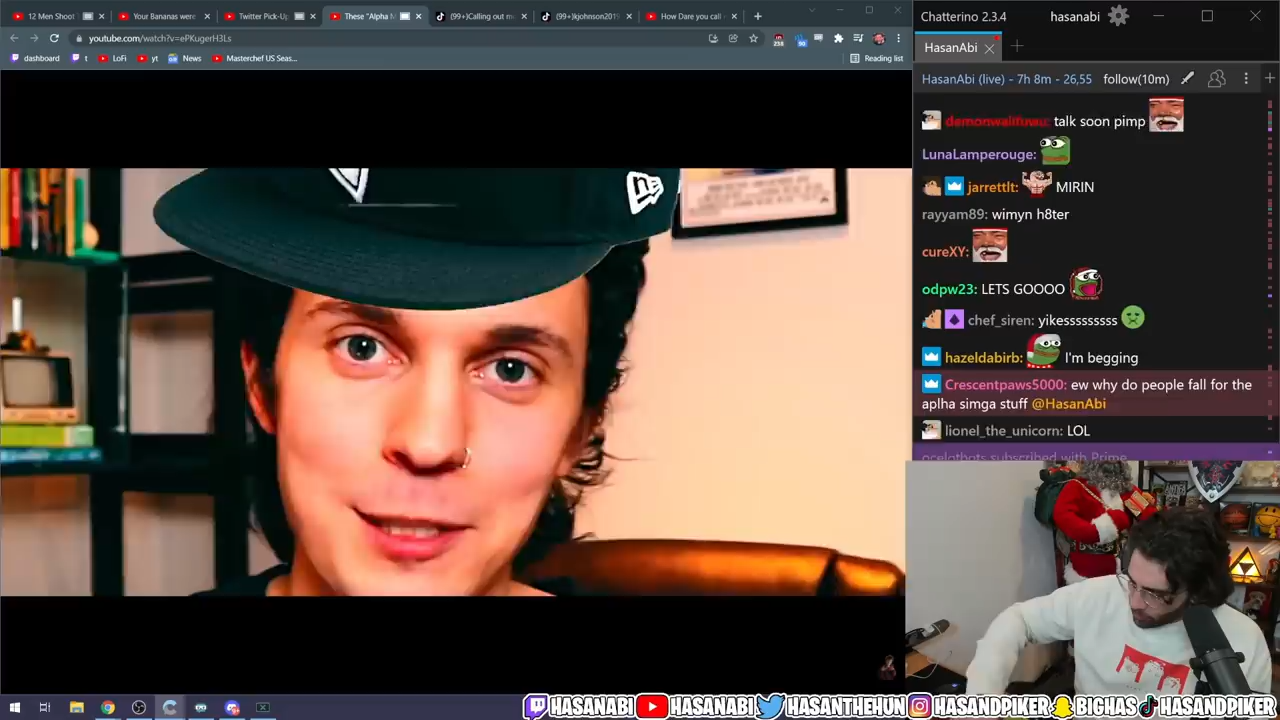 12 Men Shoot
Your Bananas were
Twitter Pick-Up
These "Alpha M
(99+)Calling out m
(99+)kjohnson201
How Dare you call
youtube.com/watch?v=ePKugerH3Ls
dashboard
t
LoFi
yt
News
Masterchef US Seas...
Reading list
Chatterino 2.3.4
hasanabi
HasanAbi
HasanAbi (live) - 7h 8m - 26,55
follow(10m)
talk soon pimp
LunaLamperouge:
jarrettlt: MIRIN
rayyam89: wimyn h8ter
cureXY:
odpw23: LETS GOOOO
chef_siren: yikesssssssss
hazeldabirb: I'm begging
Crescentpaws5000: ew why do people fall for the
aplha simga stuff @HasanAbi
lionel_the_unicorn: LOL
ocelotbots subscribed with Prime
HASANABI HASANABI HASANTHEHUN HASANDPIKER BIGHAS HASANDPIKER